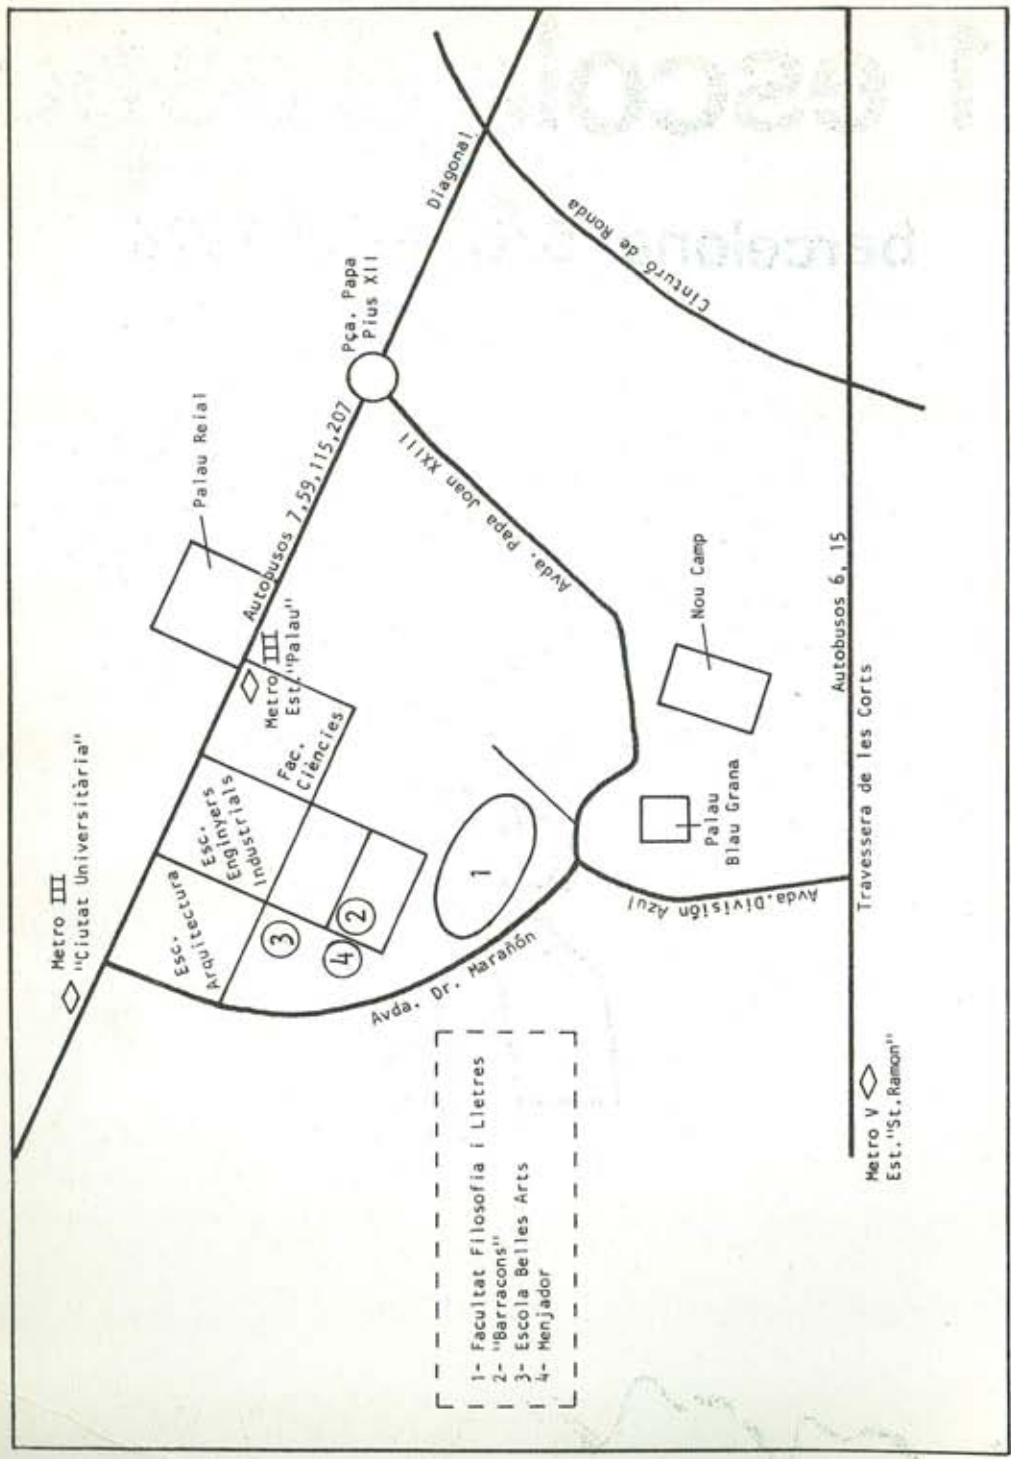 Metro III
"Ciutat Universitària"
Palau Reial
Autobusos 7,59,115,207
Pça. Papa
Pius XII
Diagonal
Metro III
Est."Palau"
Esc.
Arquitectura
Esc.
Enginyers
Industrials
Fac.
Ciències
3
4
2
1
Avda. Dr. Marañón
Avda. Papa Joan XXIII
Cinturó de Ronda
Nou Camp
Palau
Blau Grana
Avda.División Azul
Autobusos 6, 15
Travessera de les Corts
Metro V
Est."St.Ramon"
1- Facultat Filosofia i Lletres
2- "Barracons"
3- Escola Belles Arts
4- Menjador
barcelona